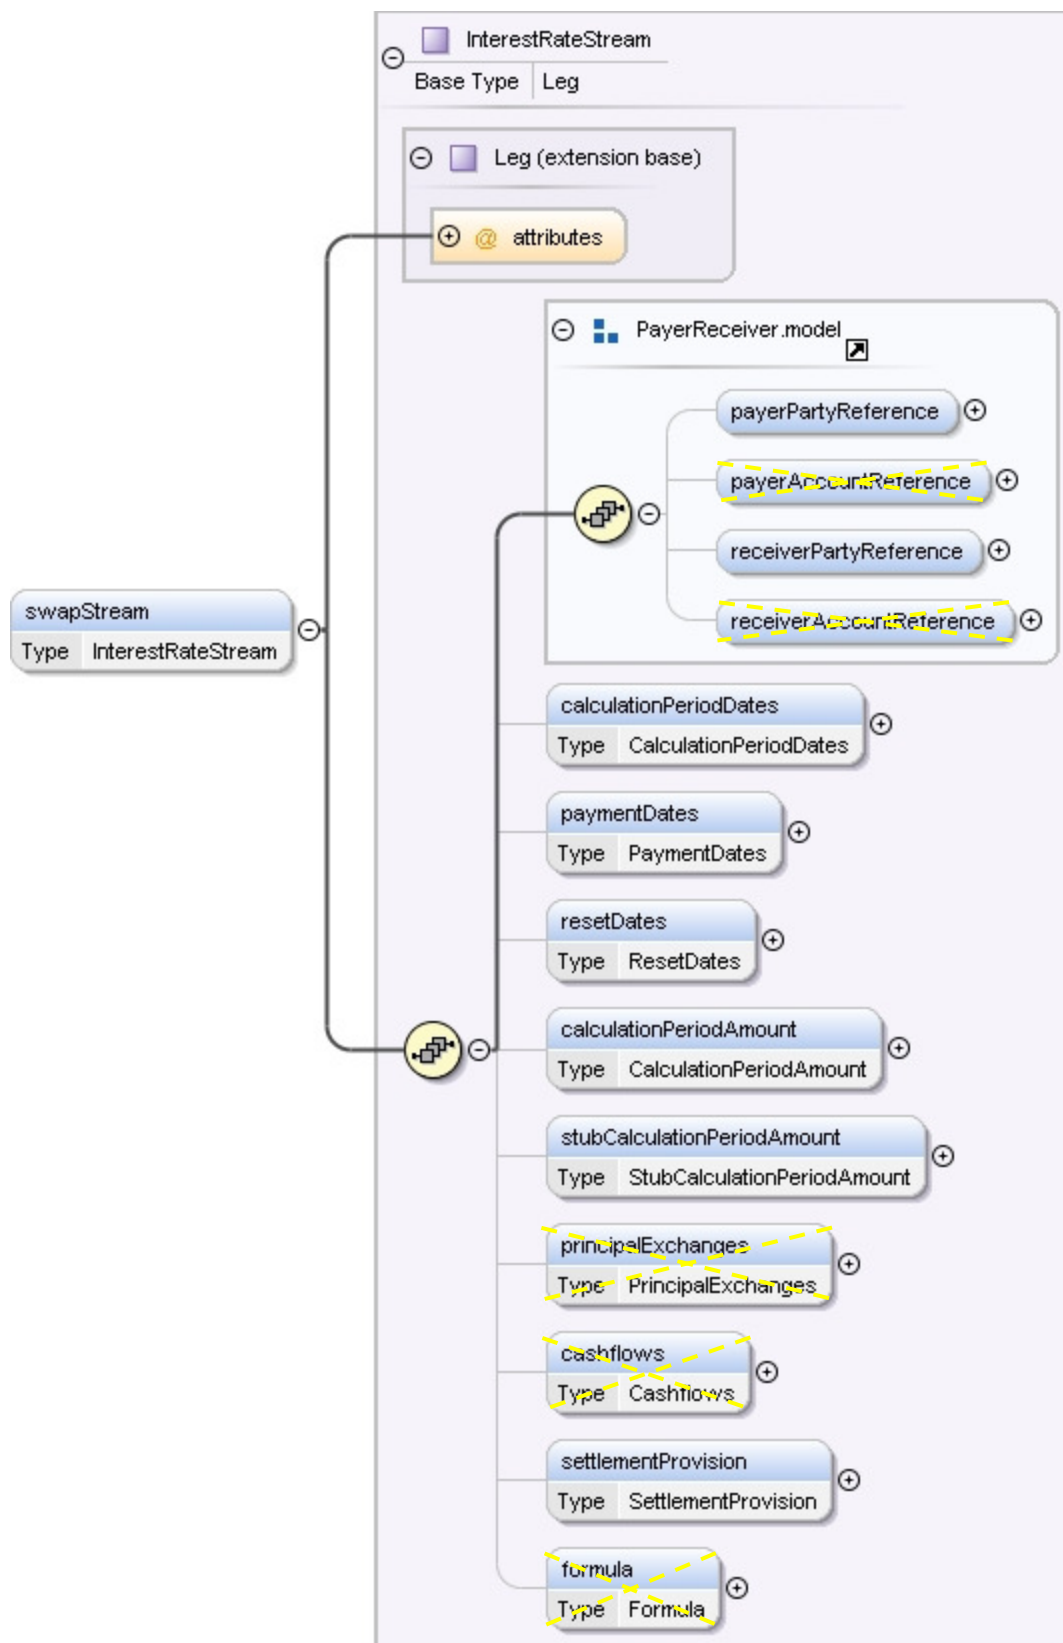 InterestRateStream
Base Type Leg
Leg (extension base)
@ attributes
PayerReceiver.model
payerPartyReference
payerAccountReference
receiverPartyReference
receiverAccountReference
swapStream
Type InterestRateStream
calculationPeriodDates
Type CalculationPeriodDates
paymentDates
Type PaymentDates
resetDates
Type ResetDates
calculationPeriodAmount
Type CalculationPeriodAmount
stubCalculationPeriodAmount
Type StubCalculationPeriodAmount
principalExchanges
Type PrincipalExchanges
cashflows
Type Cashflows
settlementProvision
Type SettlementProvision
formula
Type Formula